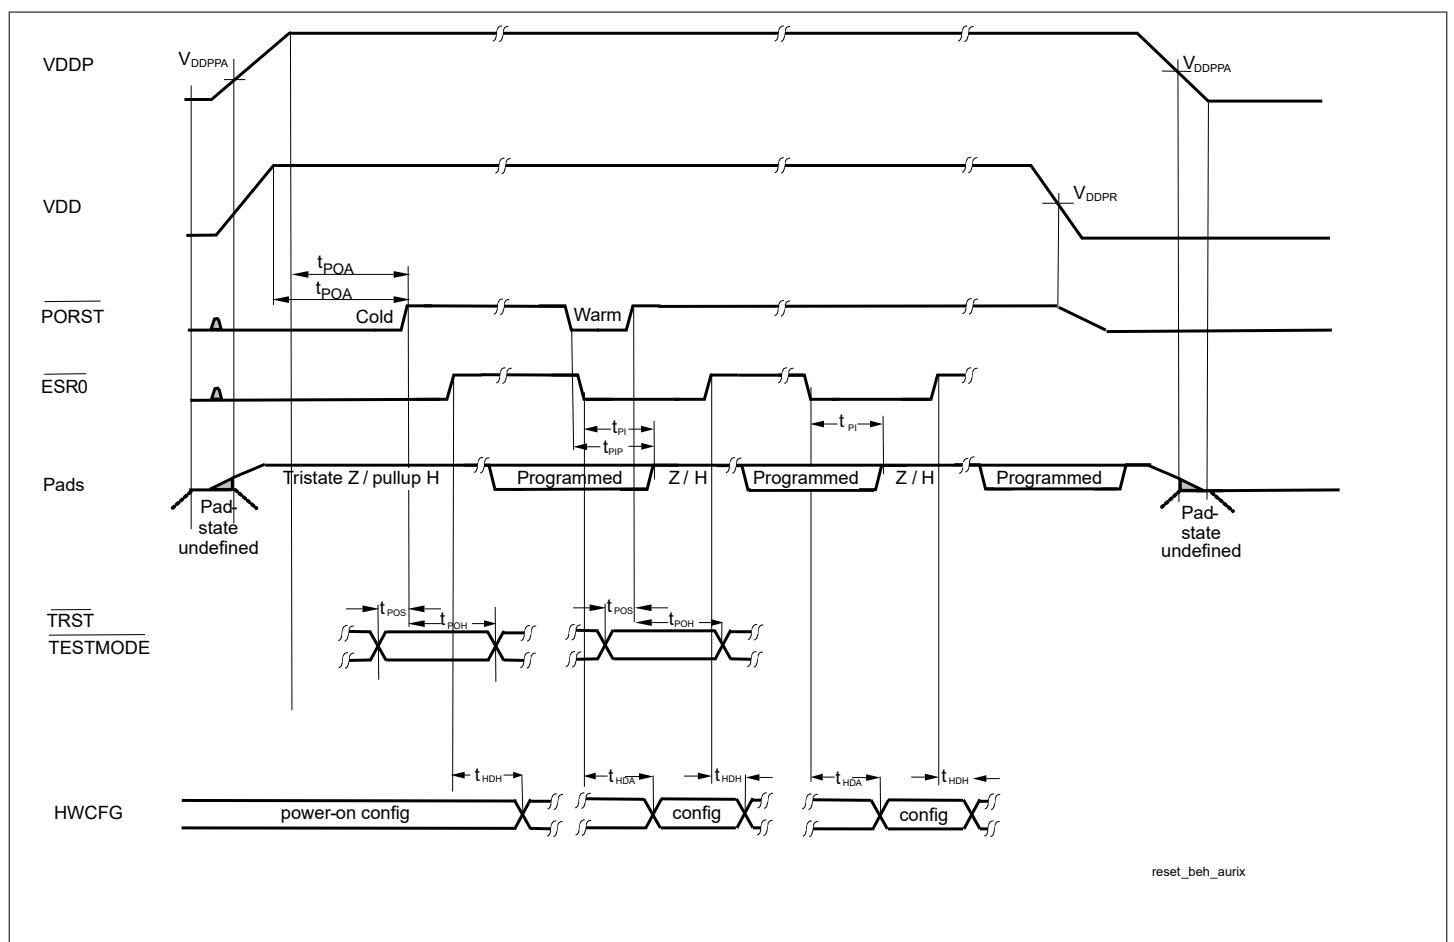 VDDP
VDDPPA
VDDPPA
VDD
VDDPR
tPOA
tPOA
PORST
Cold
Warm
ESR0
tPI
tPI
tPIP
Pads
Tristate Z / pullup H
Programmed
Z / H
Programmed
Z / H
Programmed
Pad-
state
undefined
Pad-
state
undefined
TRST
TESTMODE
tPOS
tPOH
tPOS
tPOH
tHDH
tHDA
tHDH
tHDA
tHDH
HWCFG
power-on config
config
config
reset_beh_aurix